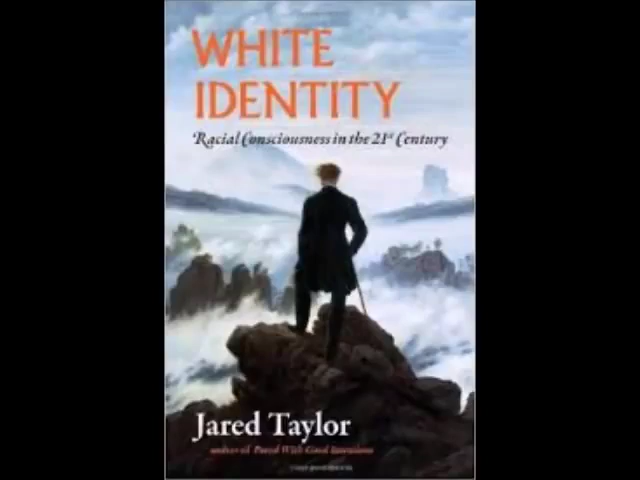 WHITE
IDENTITY
Racial Consciousness in the 21st Century
Jared Taylor
author of Paved With Good Intentions